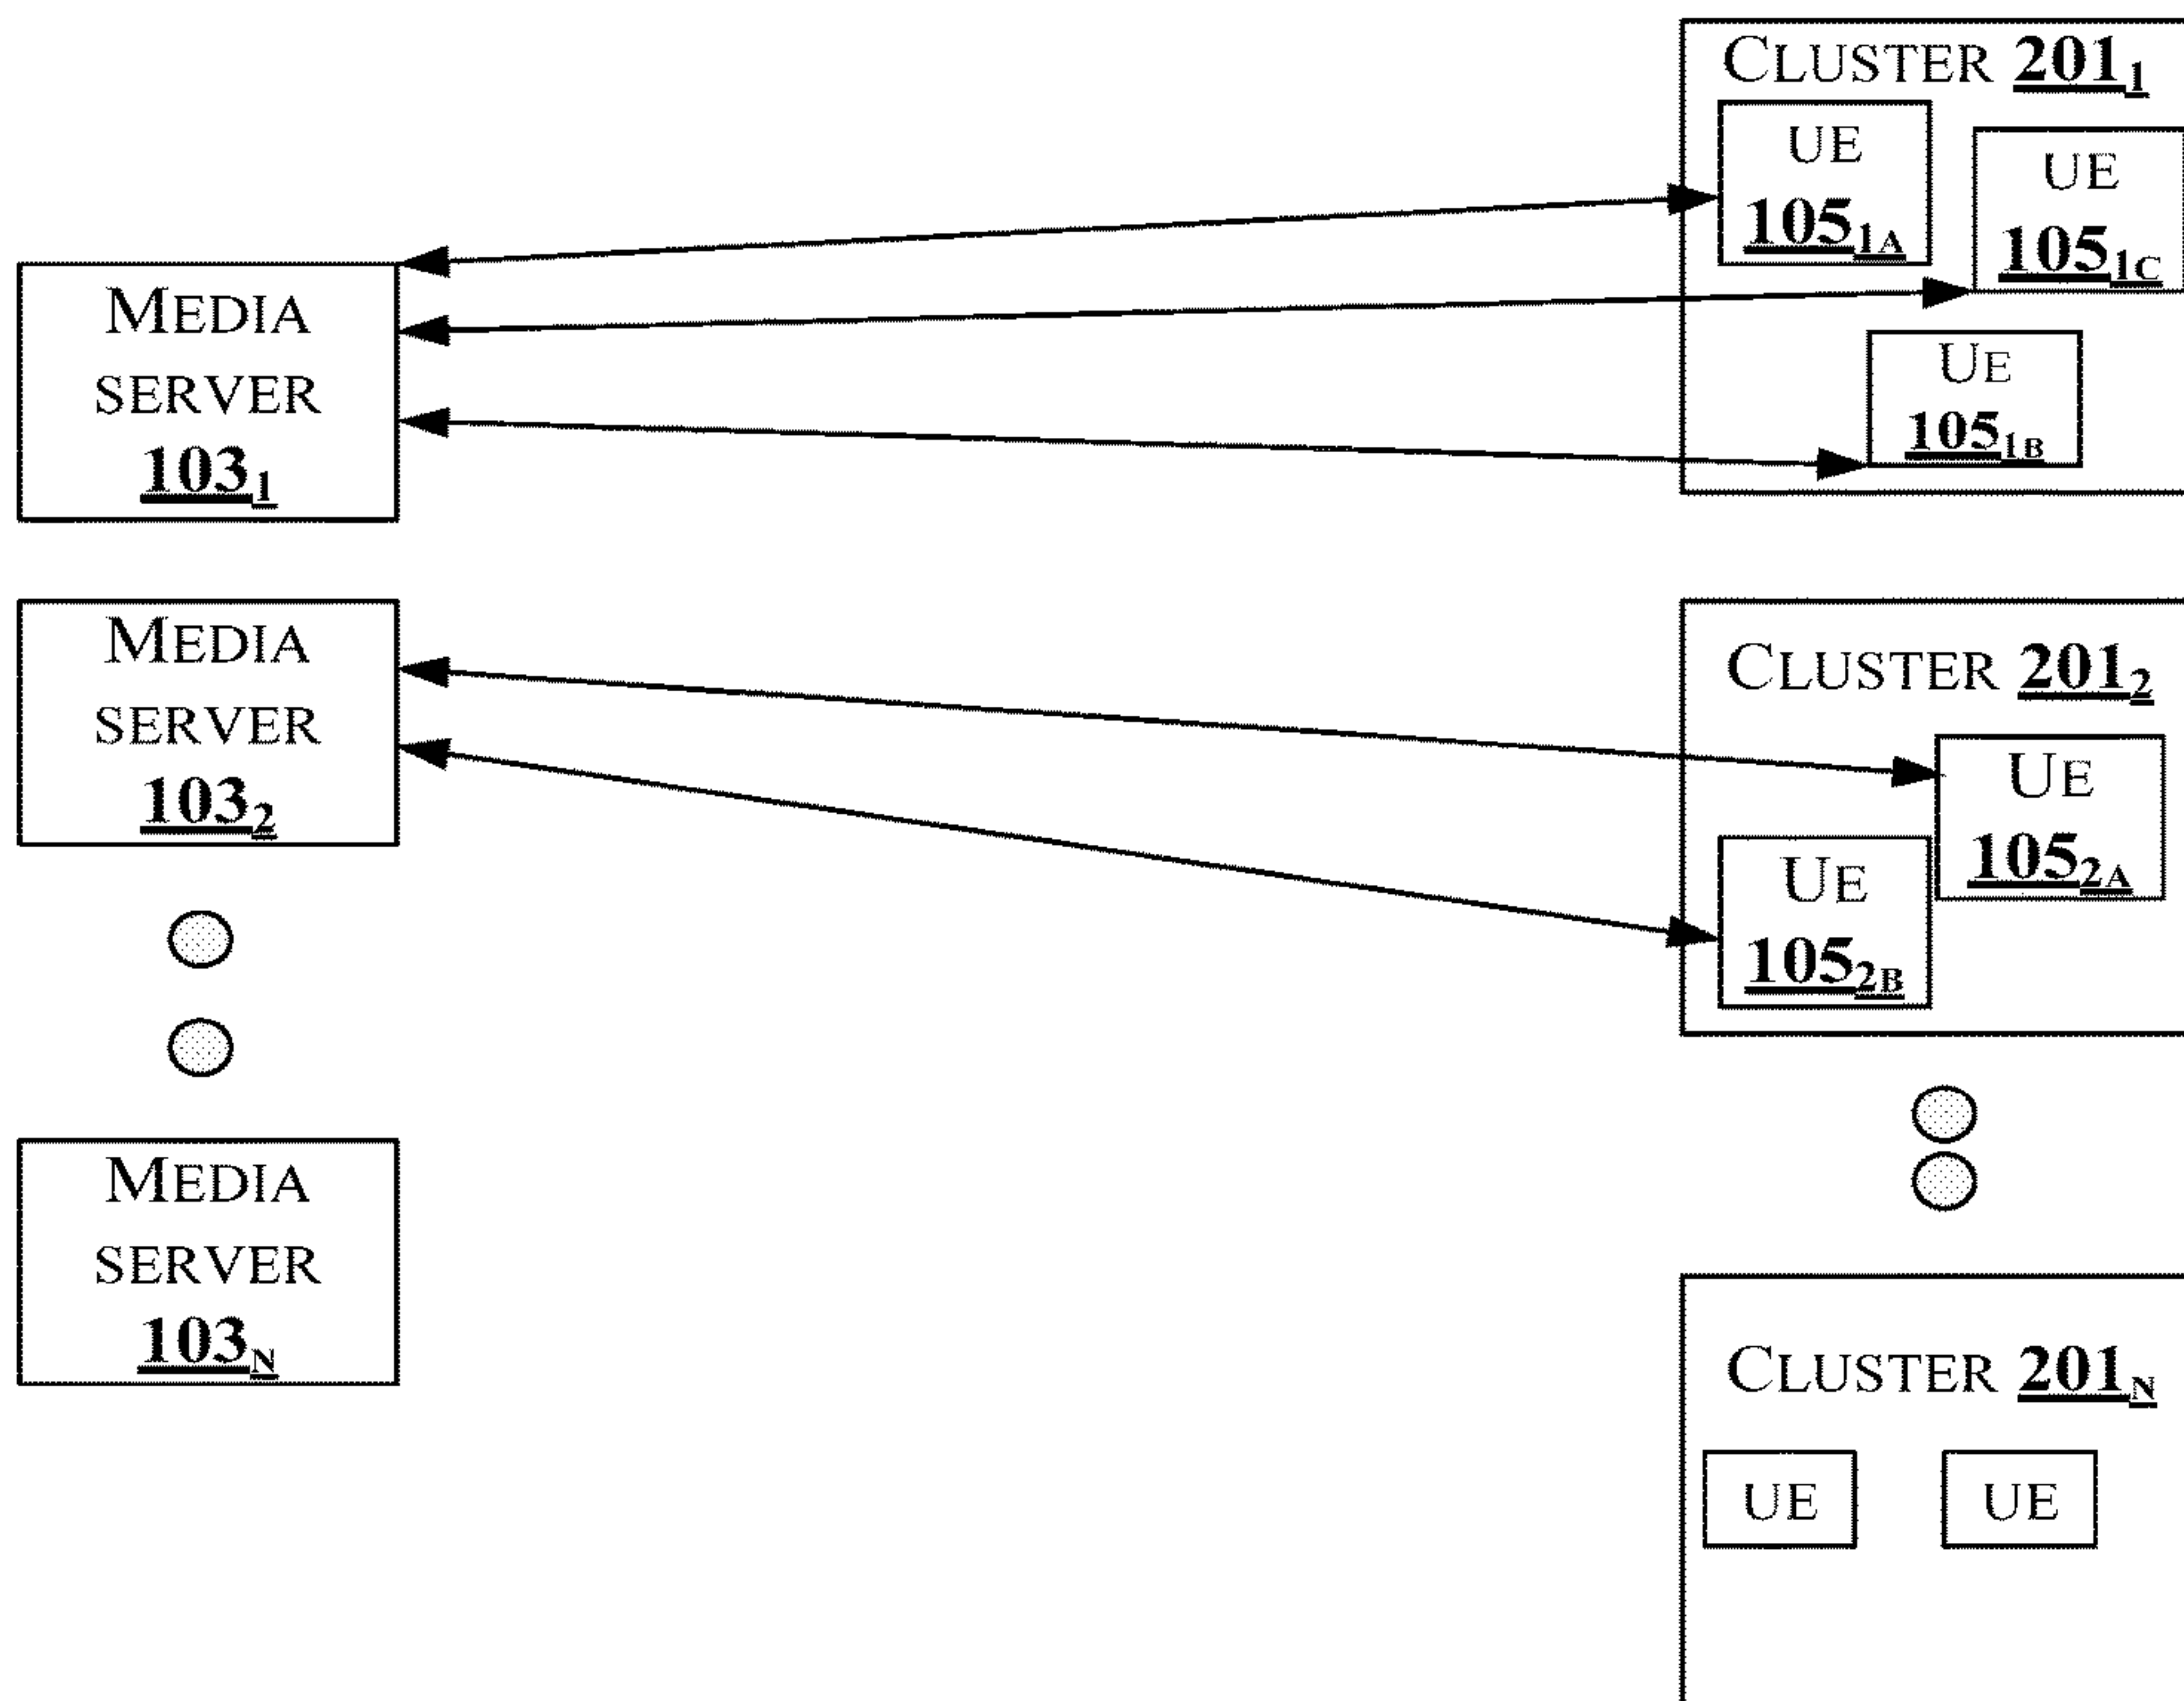 CLUSTER 201₁
UE
105₁A
UE
105₁C
UE
105₁B
MEDIA
SERVER
103₁
MEDIA
SERVER
103₂
CLUSTER 201₂
UE
105₂A
UE
105₂B
MEDIA
SERVER
103N
CLUSTER 201N
UE
UE